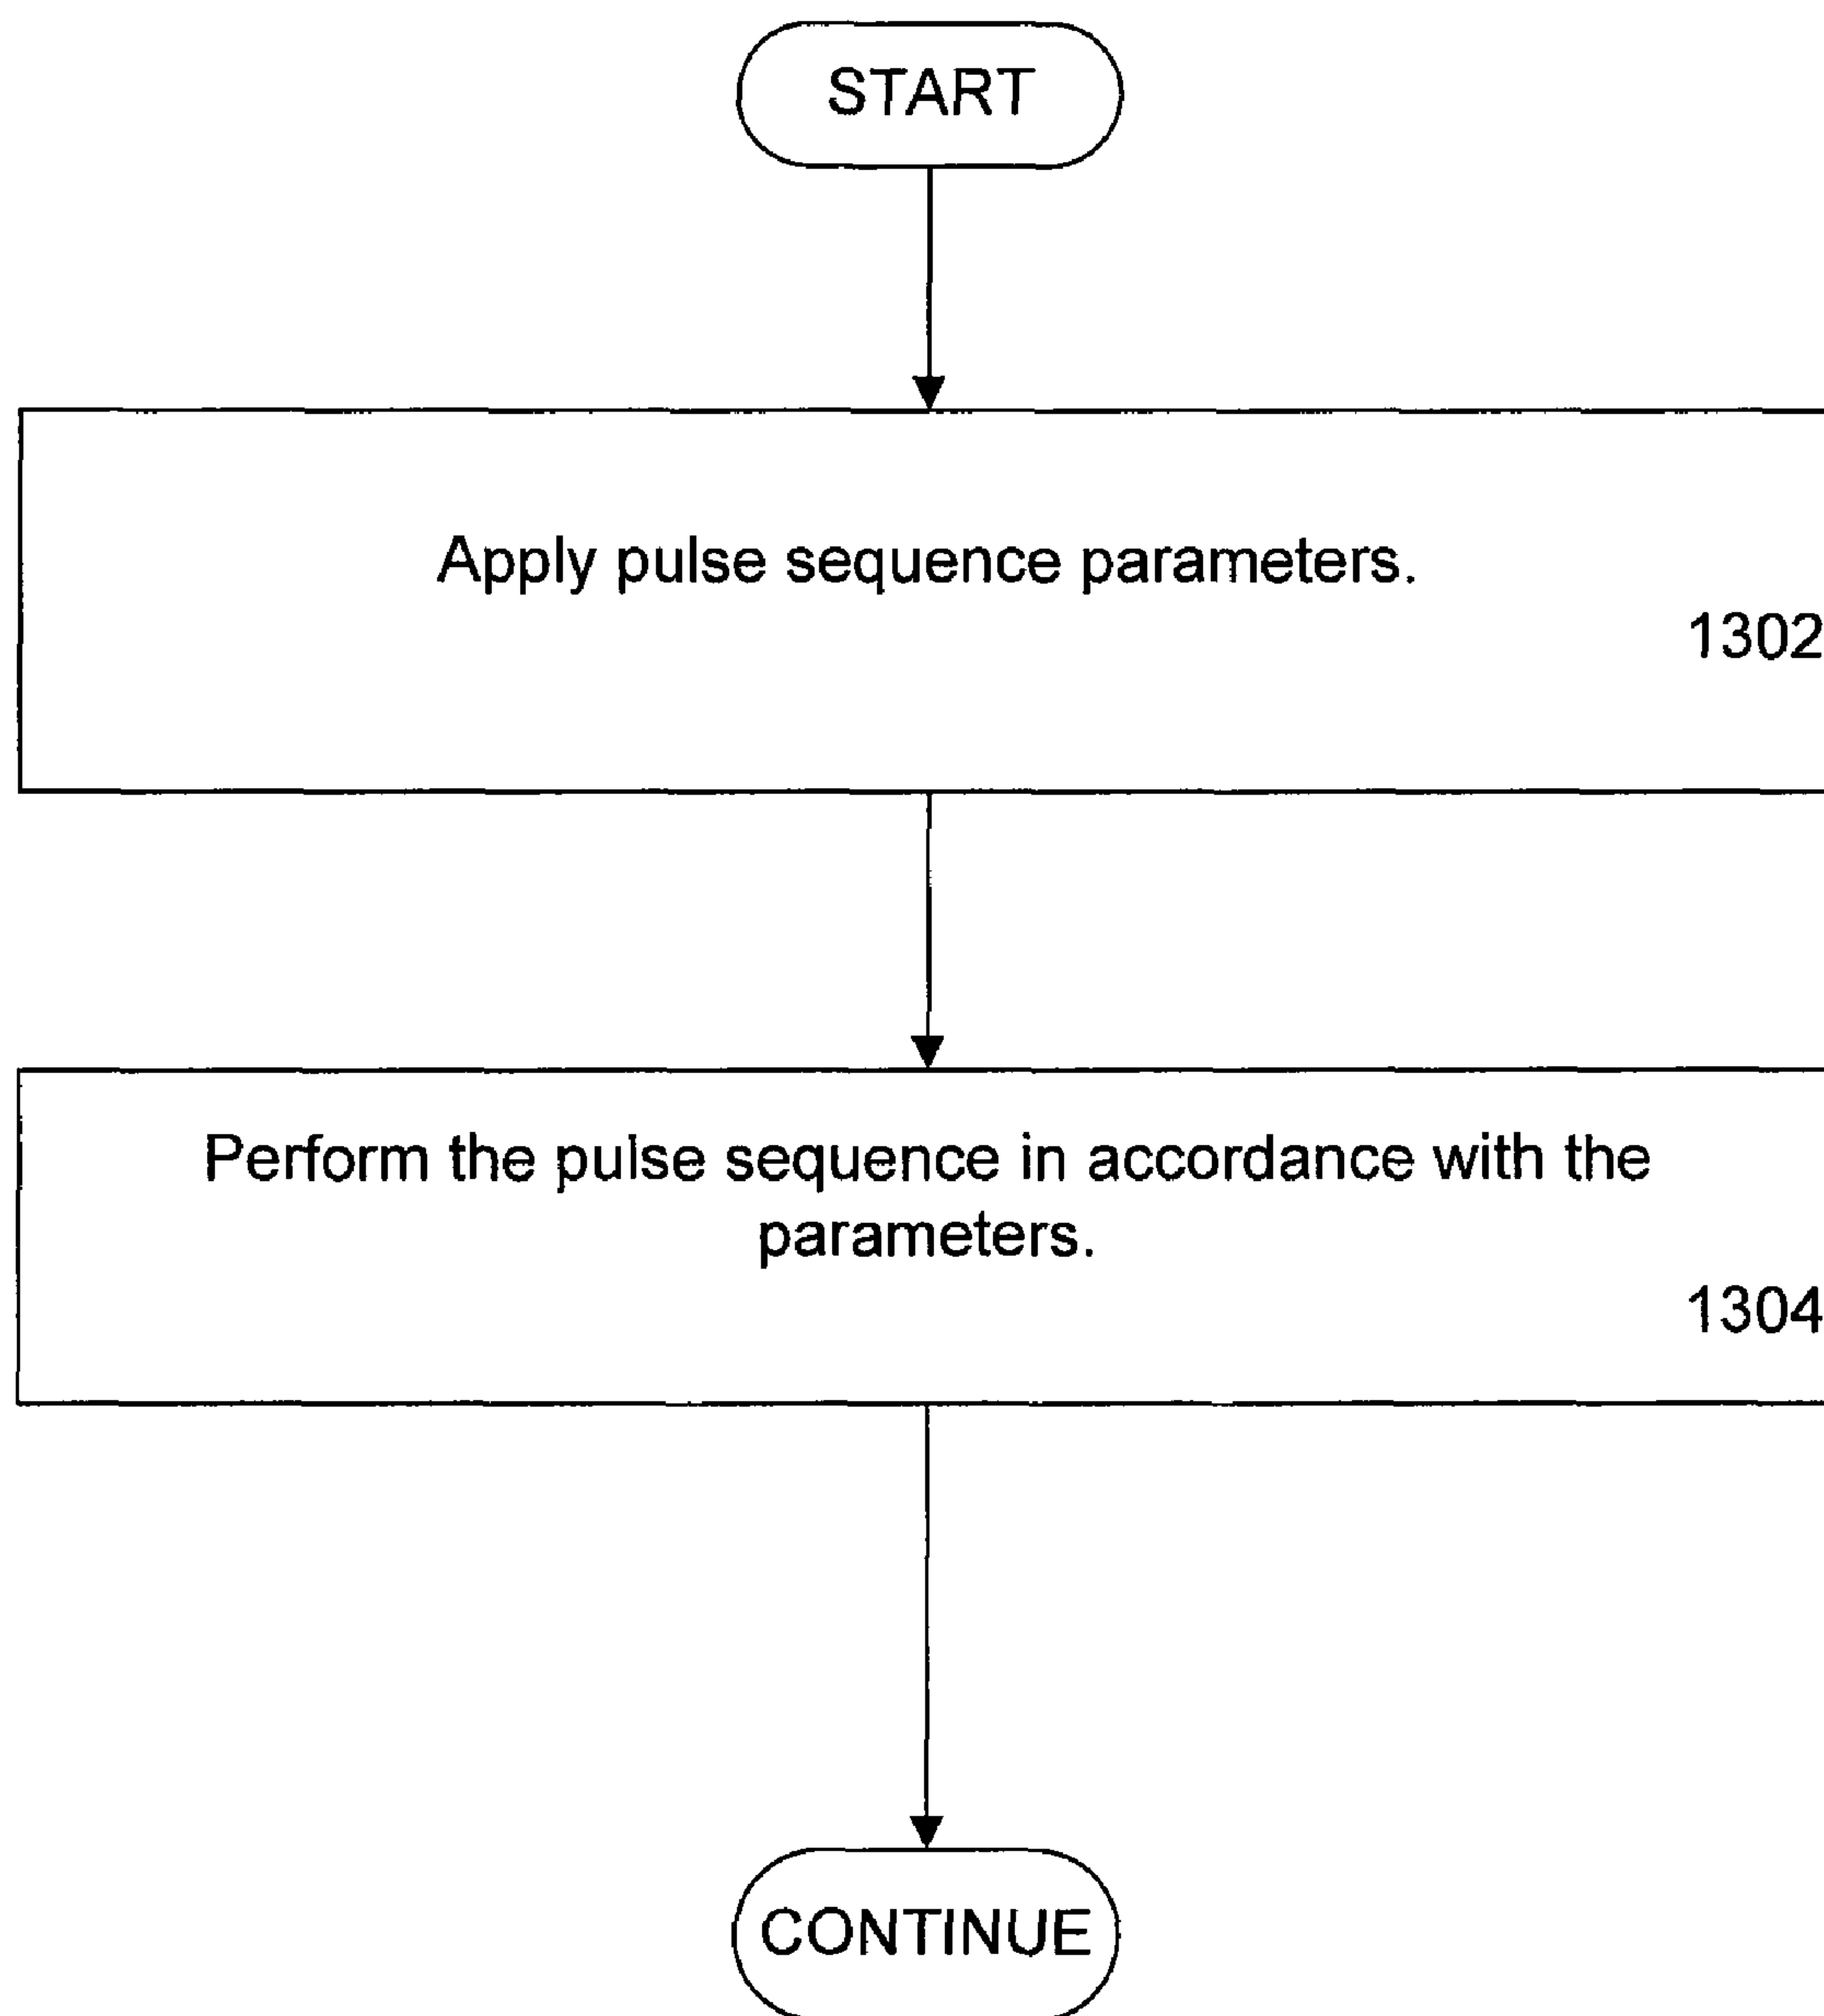 START
Apply pulse sequence parameters.
1302
Perform the pulse sequence in accordance with the
parameters.
1304
CONTINUE